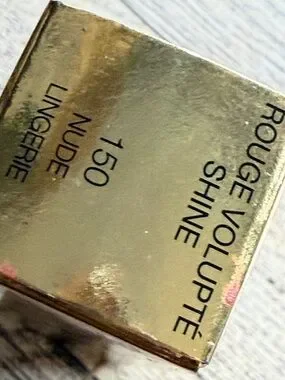 ROUGE VOLUPTÉ
SHINE
150
NUDE
LINGERIE